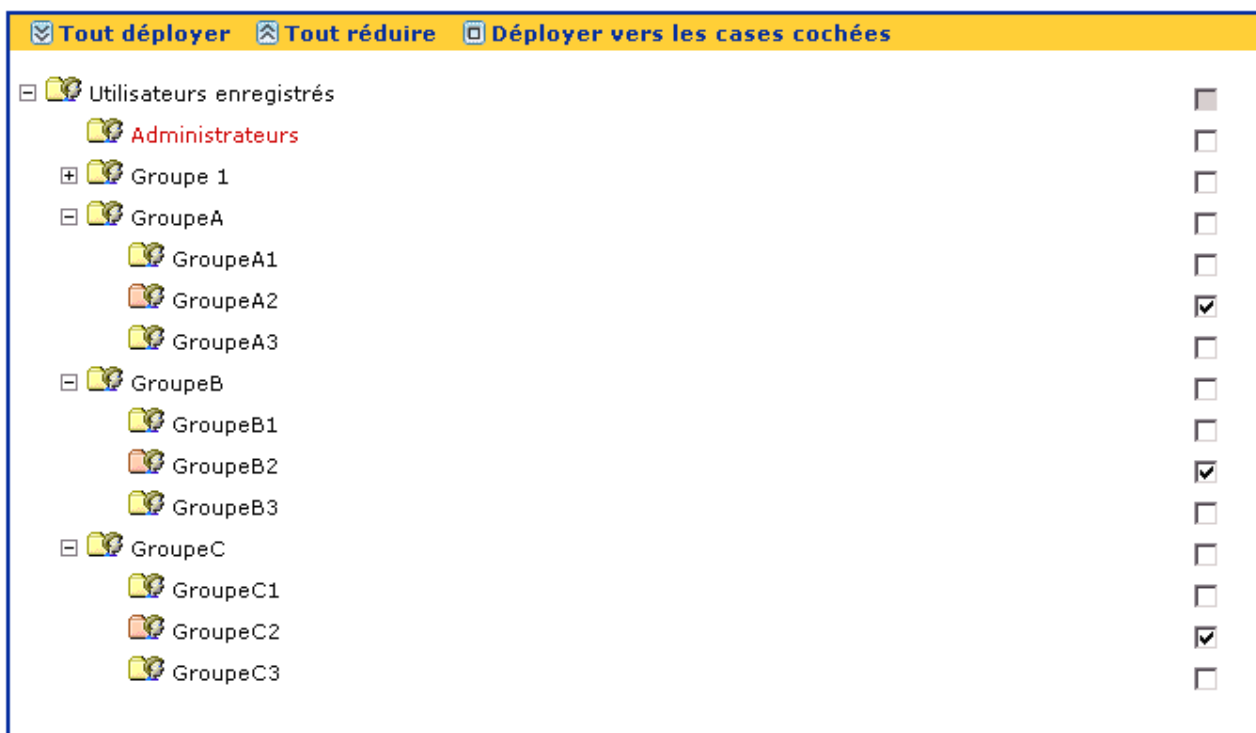 Tout déployer Tout réduire Déployer vers les cases cochées
Utilisateurs enregistrés
Administrateurs
Groupe 1
GroupeA
GroupeA1
GroupeA2
GroupeA3
GroupeB
GroupeB1
GroupeB2
GroupeB3
GroupeC
GroupeC1
GroupeC2
GroupeC3